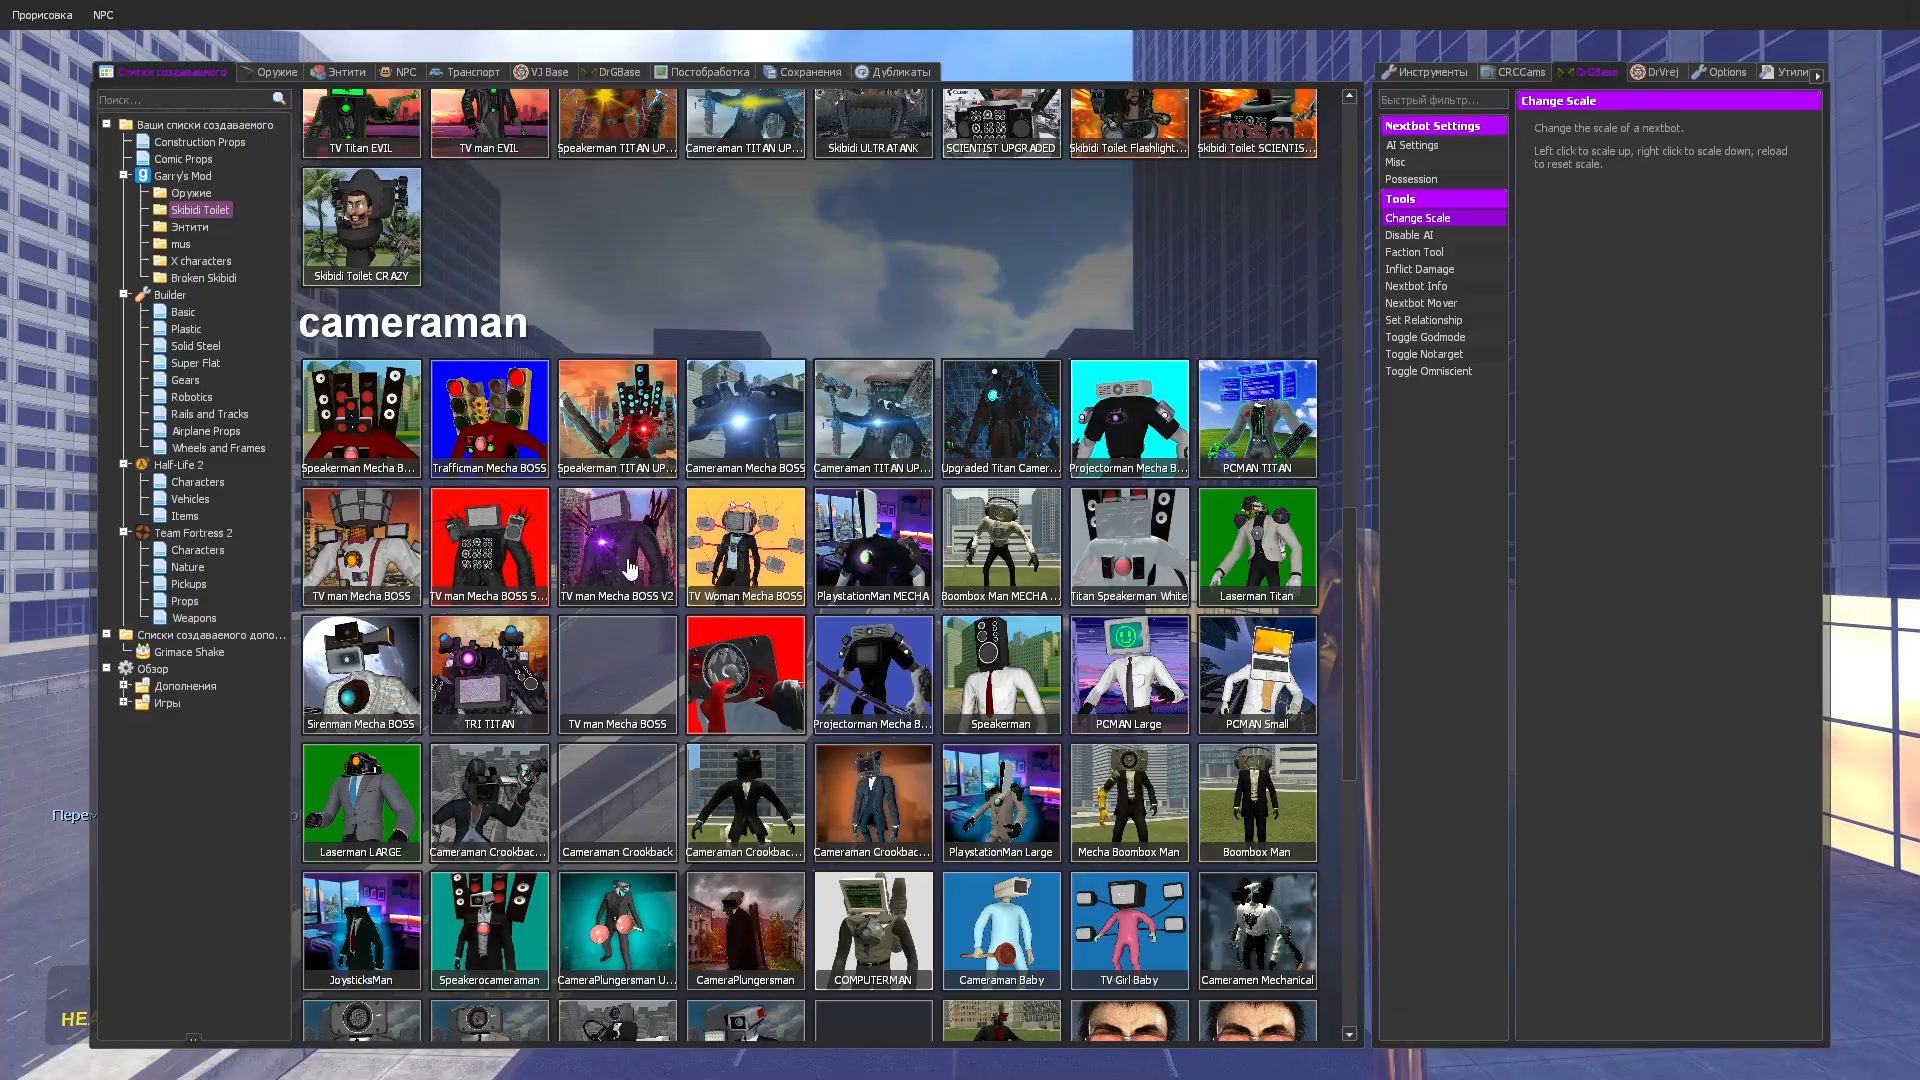 Прорисовка NPC
Списки создаваемого Оружие Энтити NPC Транспорт VJ Base DrGBase Постобработка Сохранения Дубликаты
Поиск...
Ваши списки создаваемого
Construction Props
Comic Props
Garry's Mod
Оружие
Skibidi Toilet
Энтити
mus
X characters
Broken Skibidi
Builder
Basic
Plastic
Solid Steel
Super Flat
Gears
Robotics
Rails and Tracks
Airplane Props
Wheels and Frames
Half-Life 2
Characters
Vehicles
Items
Team Fortress 2
Characters
Nature
Pickups
Props
Weapons
Списки создаваемого допо...
Grimace Shake
Обзор
Дополнения
Игры
TV Titan EVIL TV man EVIL Speakerman TITAN UP... Cameraman TITAN UP... Skibidi ULTRATANK SCIENTIST UPGRADED Skibidi Toilet Flashlight... Skibidi Toilet SCIENTIS...
Skibidi Toilet CRAZY
cameraman
Speakerman Mecha B... Trafficman Mecha BOSS Speakerman TITAN UP... Cameraman Mecha BOSS Cameraman TITAN UP... Upgraded Titan Camer... Projectorman Mecha B... PCMAN TITAN
TV man Mecha BOSS TV man Mecha BOSS S... TV man Mecha BOSS V2 TV Woman Mecha BOSS PlaystationMan MECHA Boombox Man MECHA ... Titan Speakerman White Laserman Titan
Sirenman Mecha BOSS TRI TITAN TV man Mecha BOSS Projectorman Mecha B... Speakerman PCMAN Large PCMAN Small
Laserman LARGE Cameraman Crookbac... Cameraman Crookback Cameraman Crookbac... Cameraman Crookbac... PlaystationMan Large Mecha Boombox Man Boombox Man
JoysticksMan Speakerocameraman CameraPlungersman U... CameraPlungersman COMPUTERMAN Cameraman Baby TV Girl Baby Cameramen Mechanical
Инструменты CRCCams DrGBase DrVrej Options Утили
Быстрый фильтр...
Nextbot Settings
AI Settings
Misc
Possession
Tools
Change Scale
Disable AI
Faction Tool
Inflict Damage
Nextbot Info
Nextbot Mover
Set Relationship
Toggle Godmode
Toggle Notarget
Toggle Omniscient
Change Scale
Change the scale of a nextbot.
Left click to scale up, right click to scale down, reload
to reset scale.